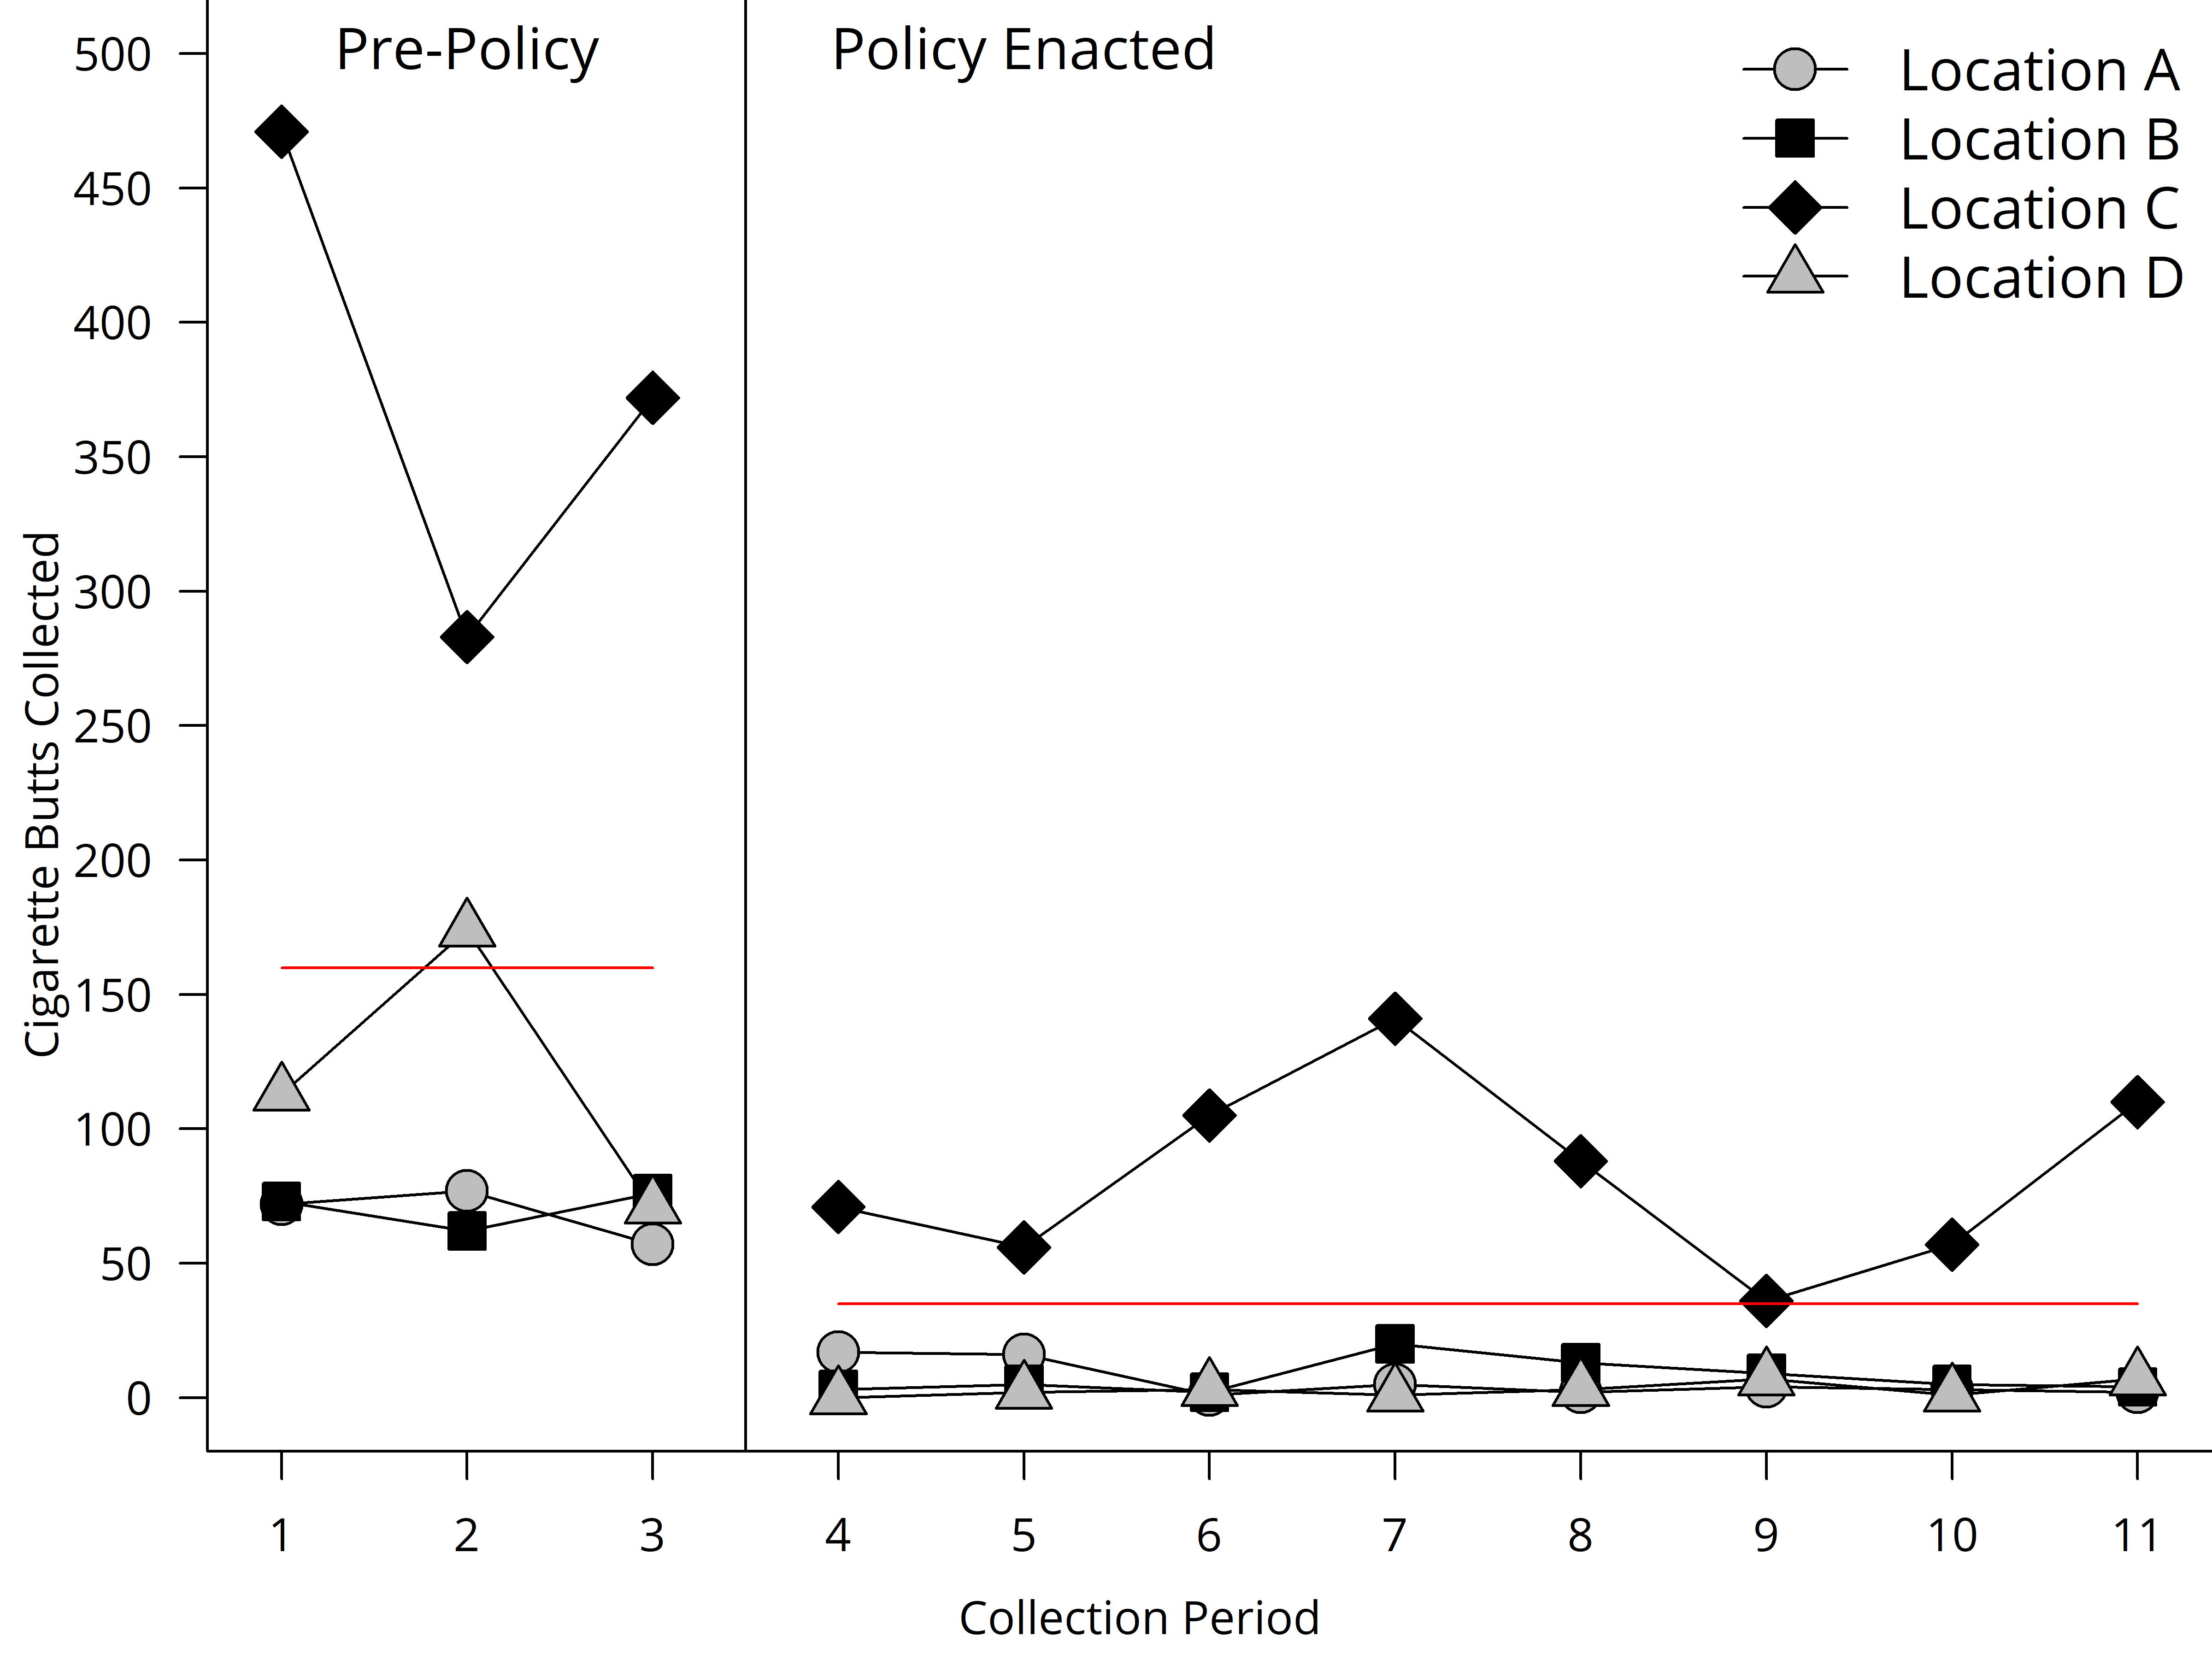 Pre-Policy
Policy Enacted
Location A
Location B
Location C
Location D
500
450
400
350
300
250
200
150
100
50
0
Cigarette Butts Collected
1 2 3 4 5 6 7 8 9 10 11
Collection Period